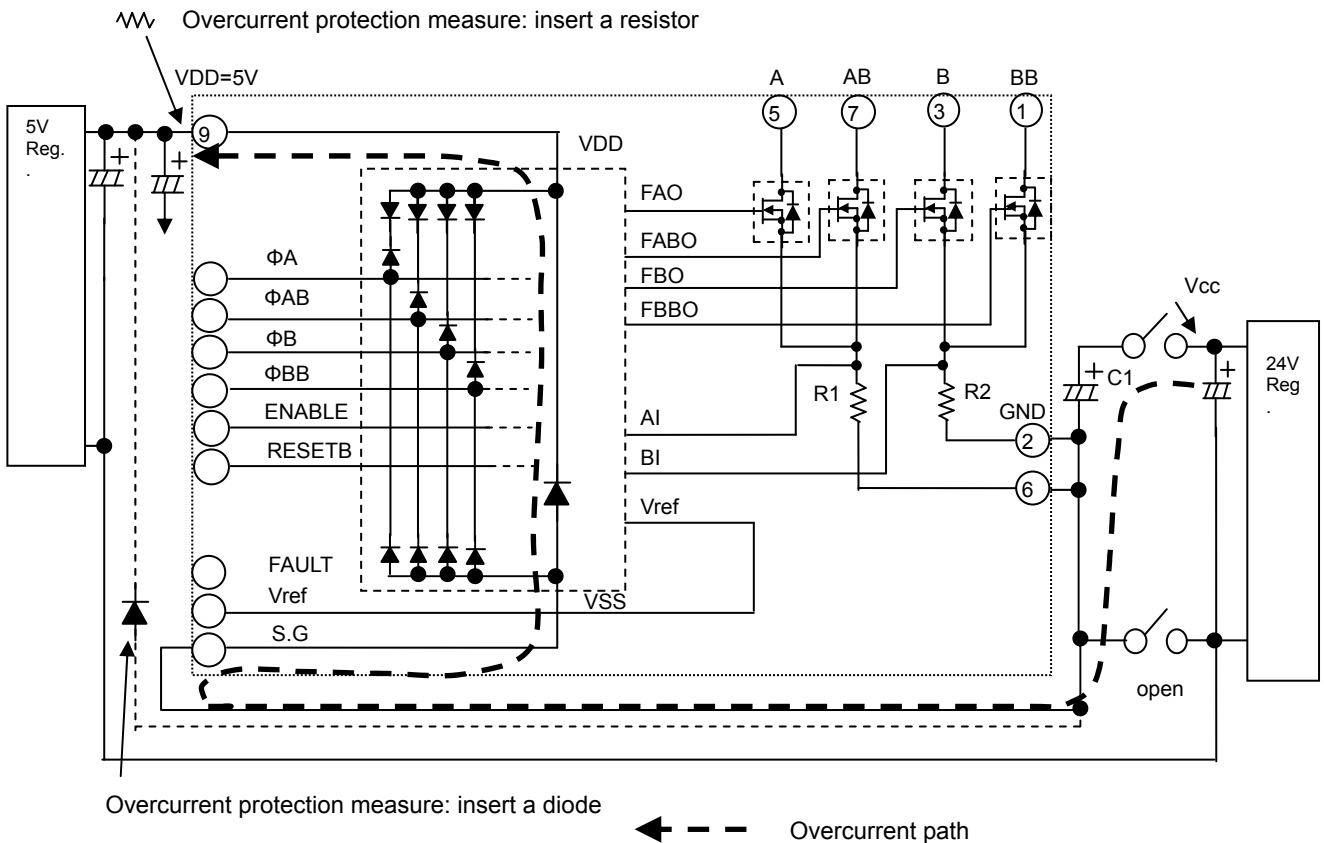 Overcurrent protection measure: insert a resistor
VDD=5V
A
AB
B
BB
5
7
3
1
5V
Reg.
.
9
VDD
FAO
FABO
FBO
FBBO
ΦA
ΦAB
ΦB
ΦBB
ENABLE
RESETB
Vcc
C1
24V
Reg
.
R1
R2
GND
2
AI
BI
6
Vref
FAULT
Vref
VSS
S.G
open
Overcurrent protection measure: insert a diode
Overcurrent path